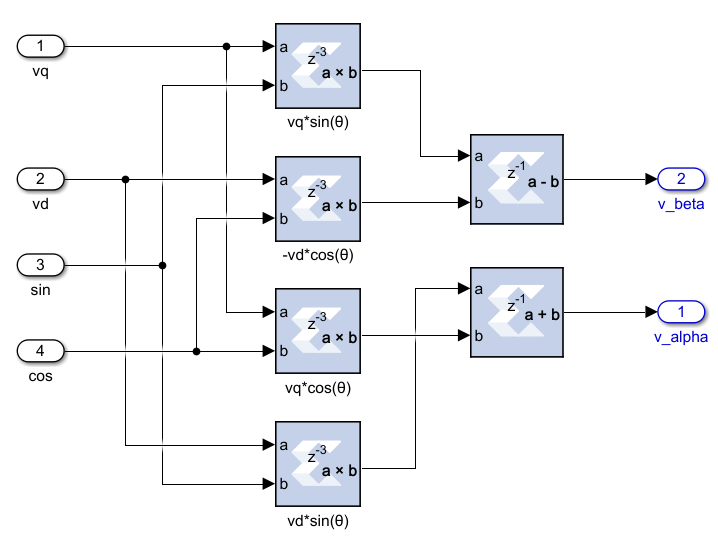 1
vq
2
vd
3
sin
4
cos
a
b
z-3
a × b
vq*sin(θ)
a
b
z-3
a × b
-vd*cos(θ)
a
b
z-3
a × b
vq*cos(θ)
a
b
z-3
a × b
vd*sin(θ)
a
b
z-1
a - b
a
b
z-1
a + b
2
v_beta
1
v_alpha